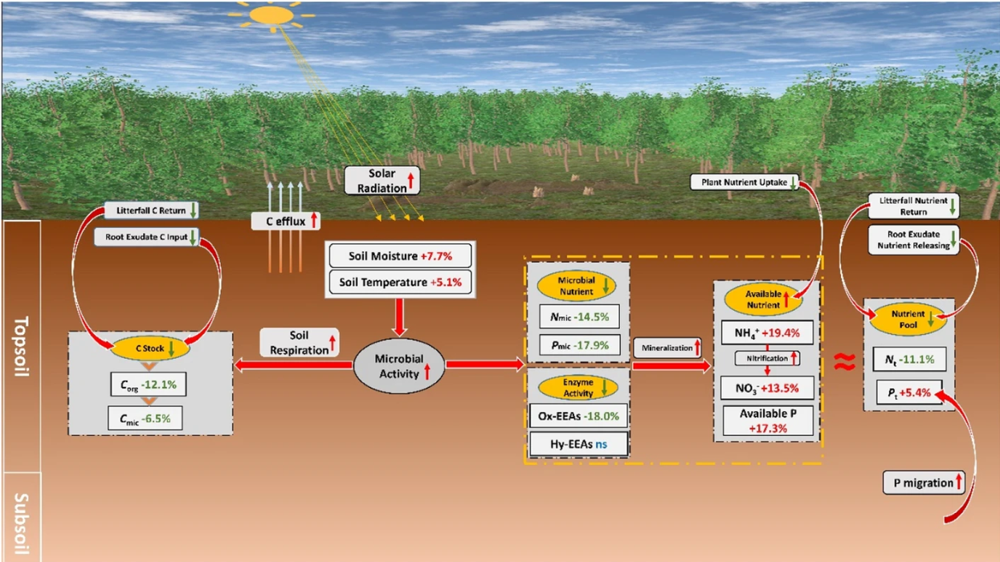 Solar
Radiation
Plant Nutrient Uptake
Litterfall C Return
C efflux
Litterfall Nutrient
Return
Root Exudate C Input
Root Exudate
Nutrient Releasing
Soil Moisture +7.7%
Soil Temperature +5.1%
Topsoil
C Stock
Corg -12.1%
Cmic -6.5%
Soil
Respiration
Microbial
Activity
Microbial
Nutrient
Nmic -14.5%
Pmic -17.9%
Enzyme
Activity
Ox-EEAs -18.0%
Hy-EEAs ns
Mineralization
Available
Nutrient
NH₄⁺ +19.4%
Nitrification
NO₃⁻ +13.5%
Available P
+17.3%
≈
Nutrient
Pool
Nt -11.1%
Pt +5.4%
P migration
Subsoil